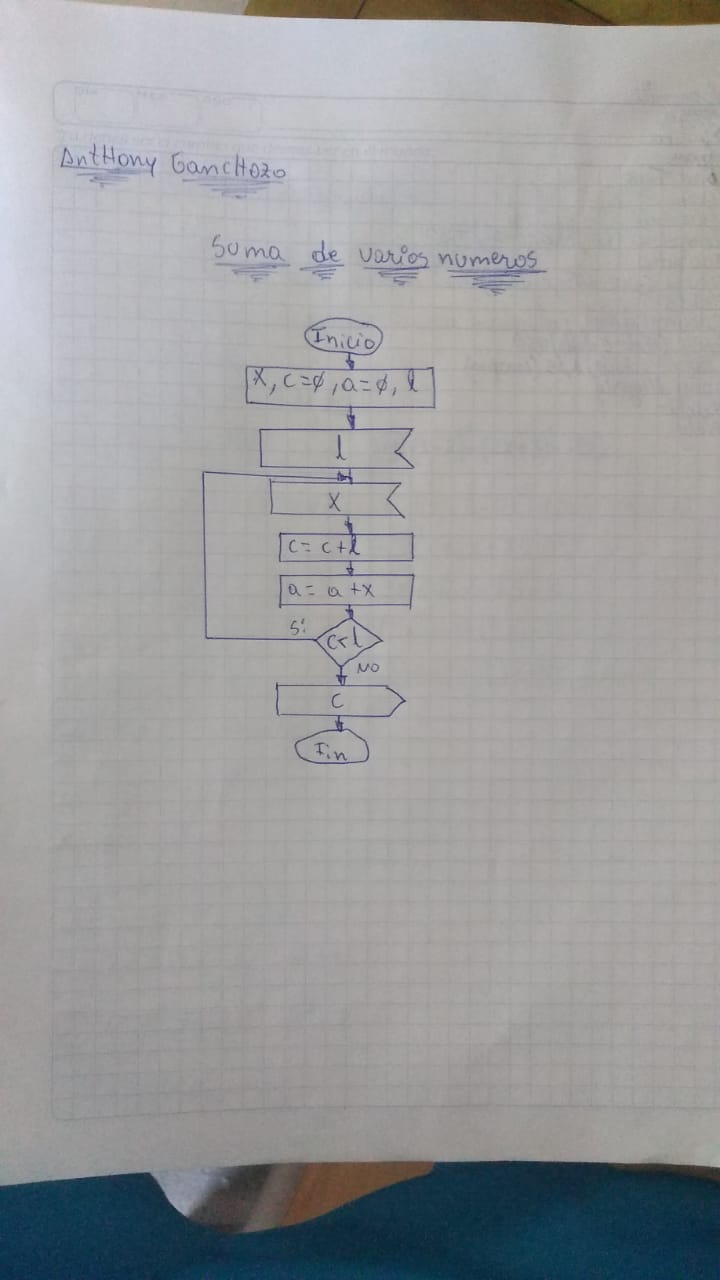 AntHony GancHozo
Suma de varios numeros
Inicio
X, c=ø, a=ø, l
l
X
c= c+l
a= a+x
Si
c<l
NO
c
Fin